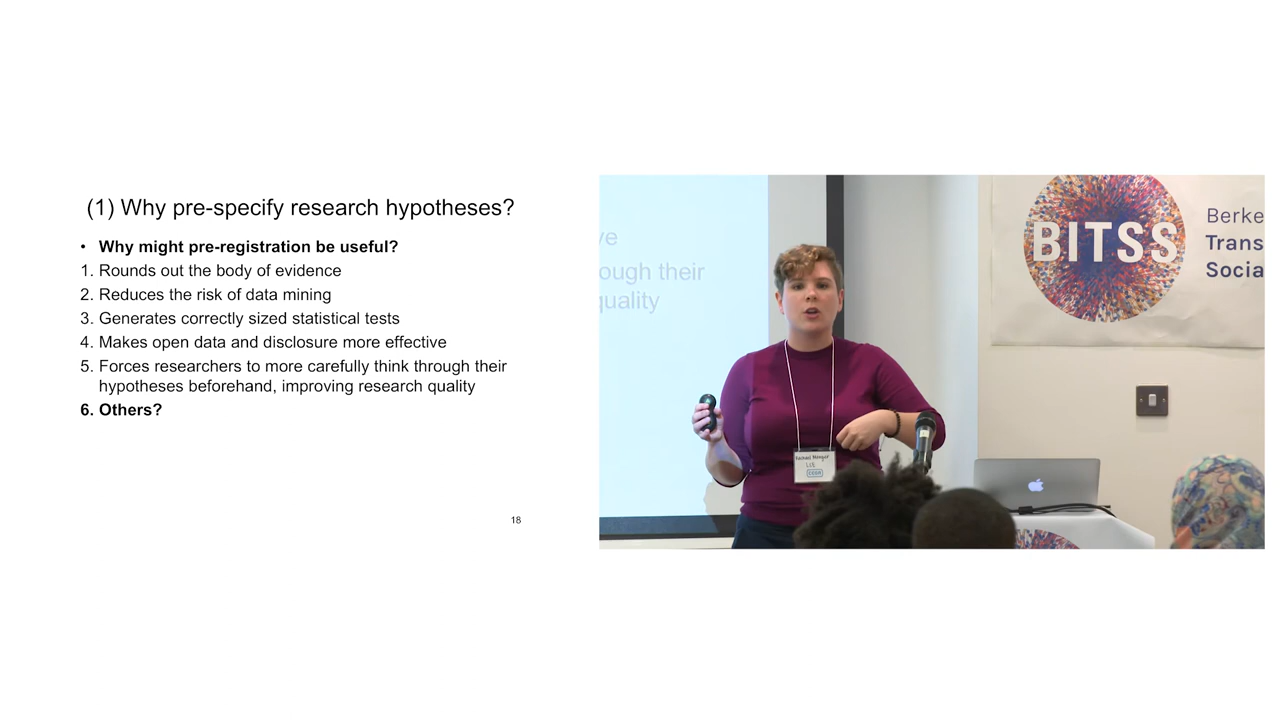 (1) Why pre-specify research hypotheses?
• Why might pre-registration be useful?
1. Rounds out the body of evidence
2. Reduces the risk of data mining
3. Generates correctly sized statistical tests
4. Makes open data and disclosure more effective
5. Forces researchers to more carefully think through their
hypotheses beforehand, improving research quality
6. Others?
18
ve
ough their
quality
BITSS
Berke
Trans
Socia
Rachael Meager
LSE